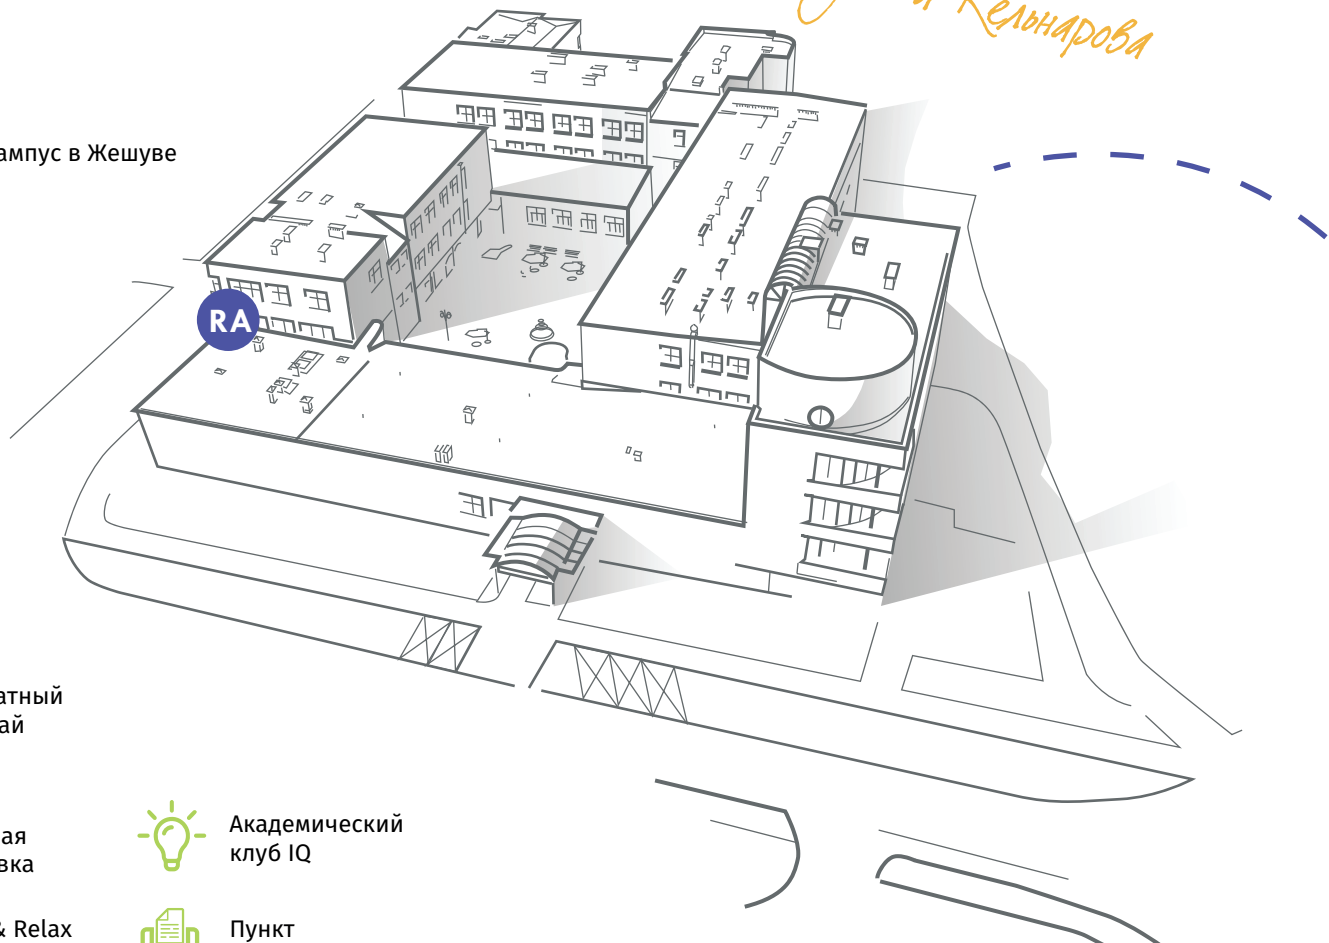 Кельнарова
ампус в Жешуве
RA
атный
ай
Академический
клуб IQ
ая
вка
& Relax
Пункт